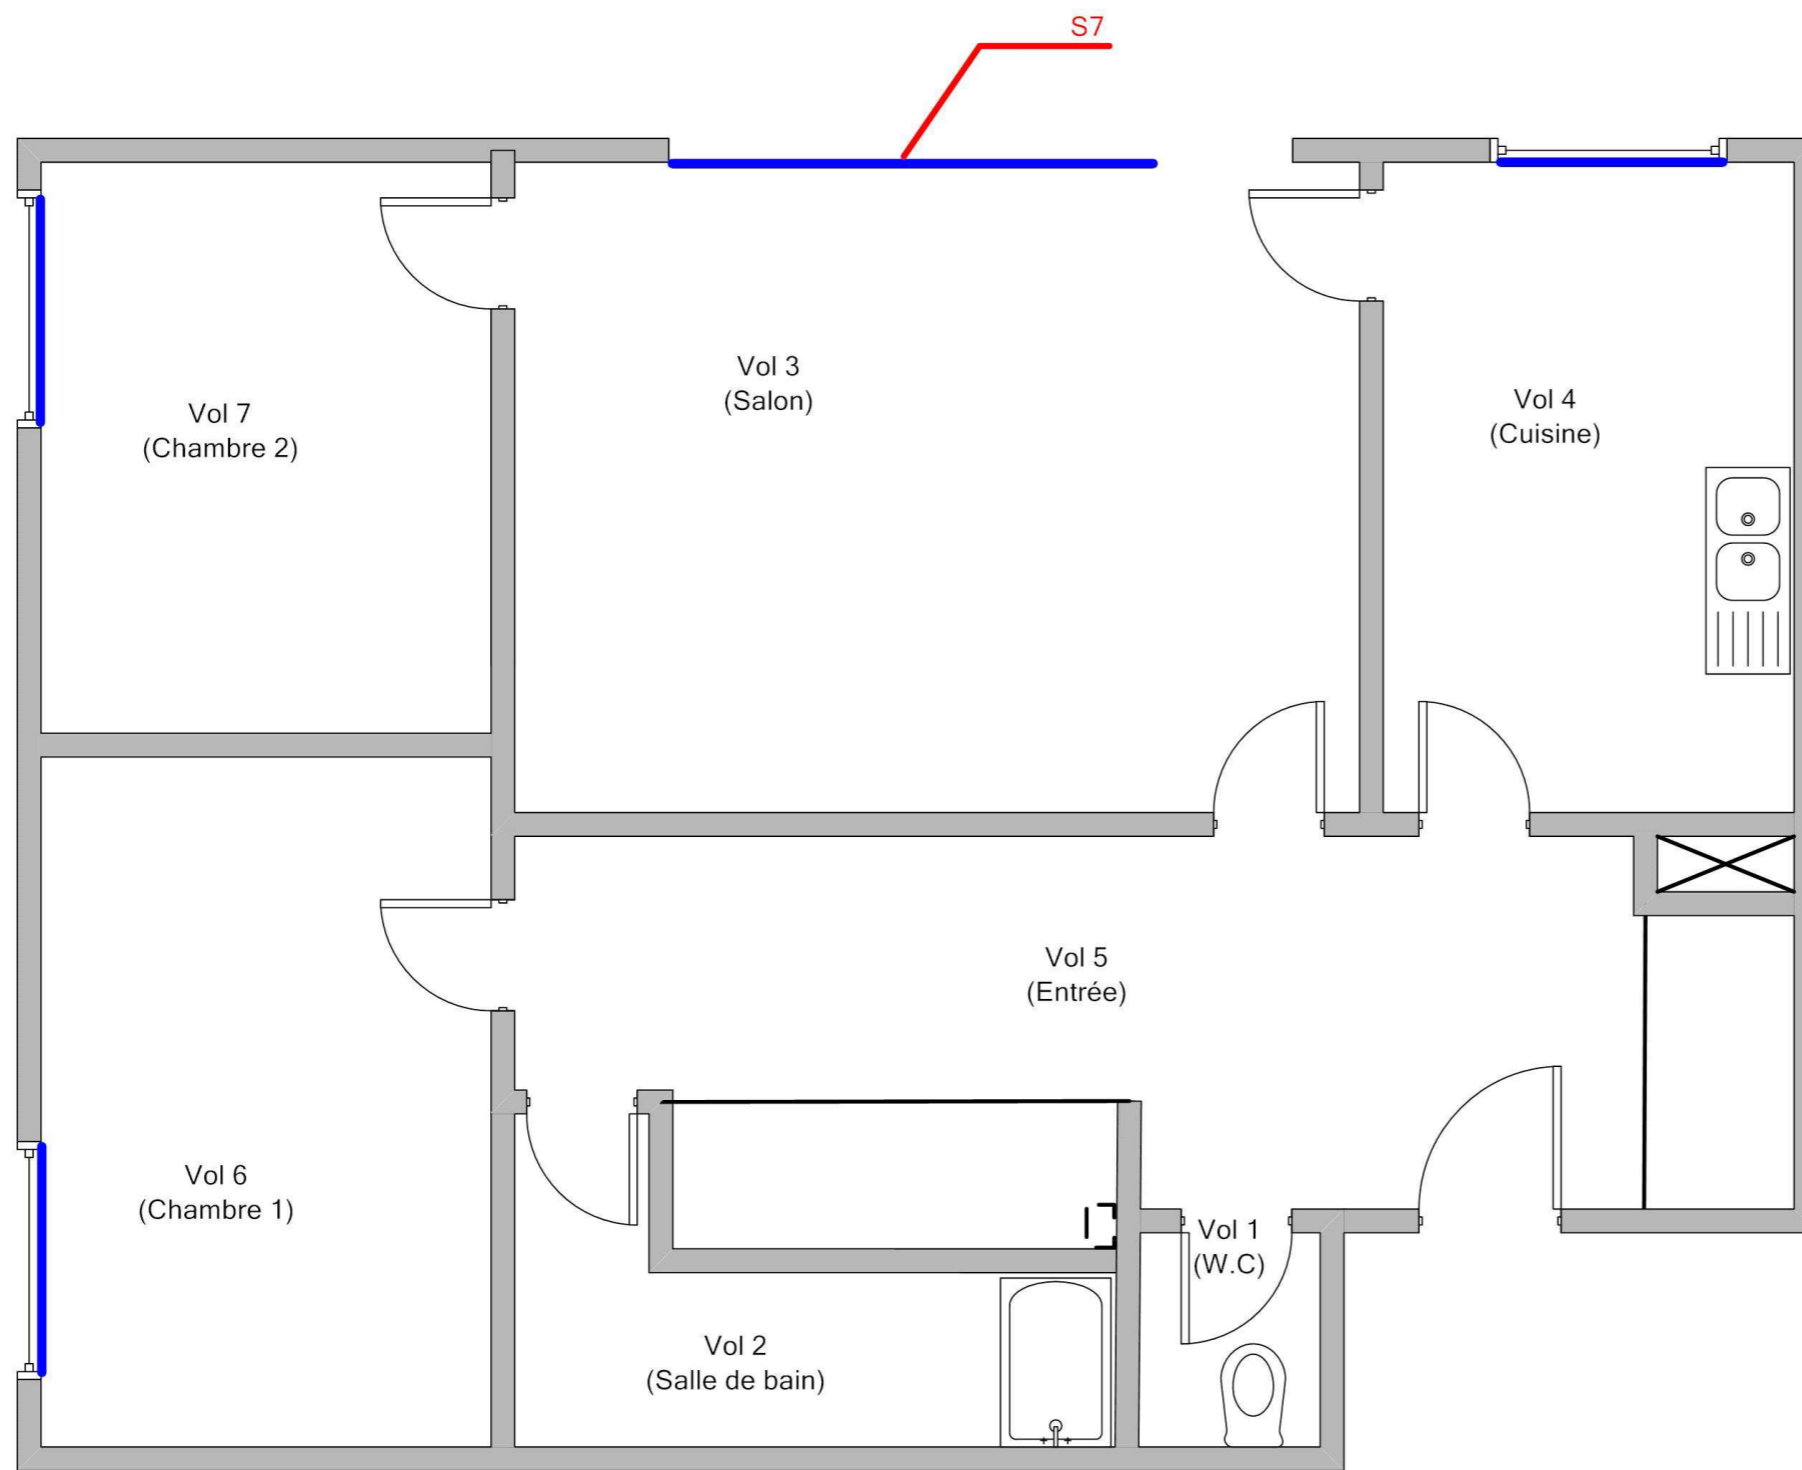 S7
Vol 3
(Salon)
Vol 4
(Cuisine)
Vol 7
(Chambre 2)
Vol 5
(Entrée)
Vol 6
(Chambre 1)
Vol 1
(W.C)
Vol 2
(Salle de bain)